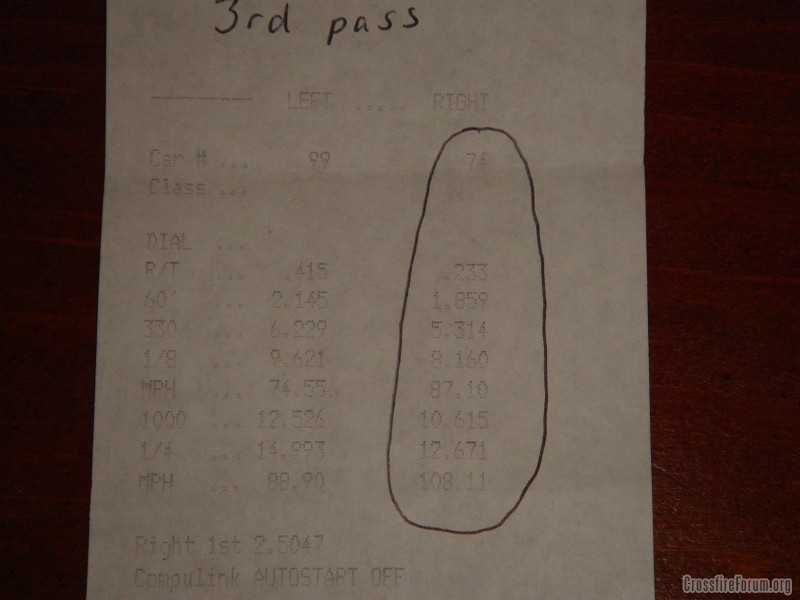 3rd pass
---------- LEFT ..... RIGHT
Car # ... 99 74
Class ...
DIAL ...
R/T ... .415 .233
60' ... 2.145 1.859
330 ... 6.229 5.314
1/8 ... 9.621 8.160
MPH ... 74.55 87.10
1000 ... 12.526 10.615
1/4 ... 14.993 12.671
MPH ... 88.90 108.11
Right 1st 2.5047
Compulink AUTOSTART OFF
CrossfireForum.org